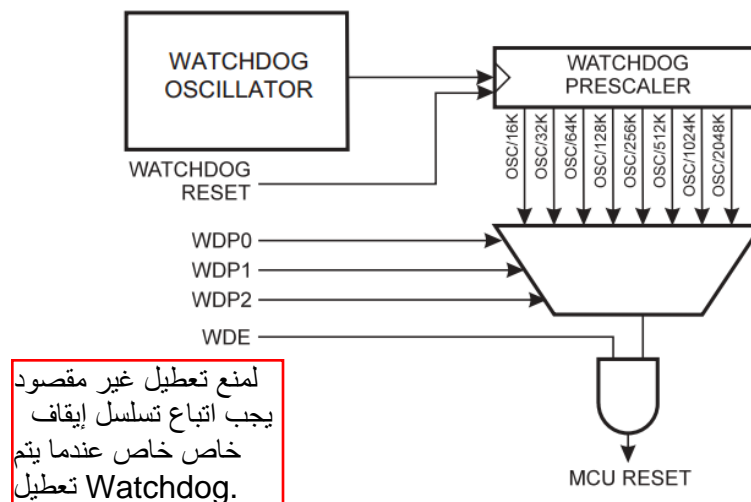 WATCHDOG
OSCILLATOR
WATCHDOG
PRESCALER
OSC/16K
OSC/32K
OSC/64K
OSC/128K
OSC/256K
OSC/512K
OSC/1024K
OSC/2048K
WATCHDOG
RESET
WDP0
WDP1
WDP2
WDE
لمنع تعطيل غير مقصود
يجب اتباع تسلسل إيقاف
خاص خاص عندما يتم
تعطيل Watchdog.
MCU RESET